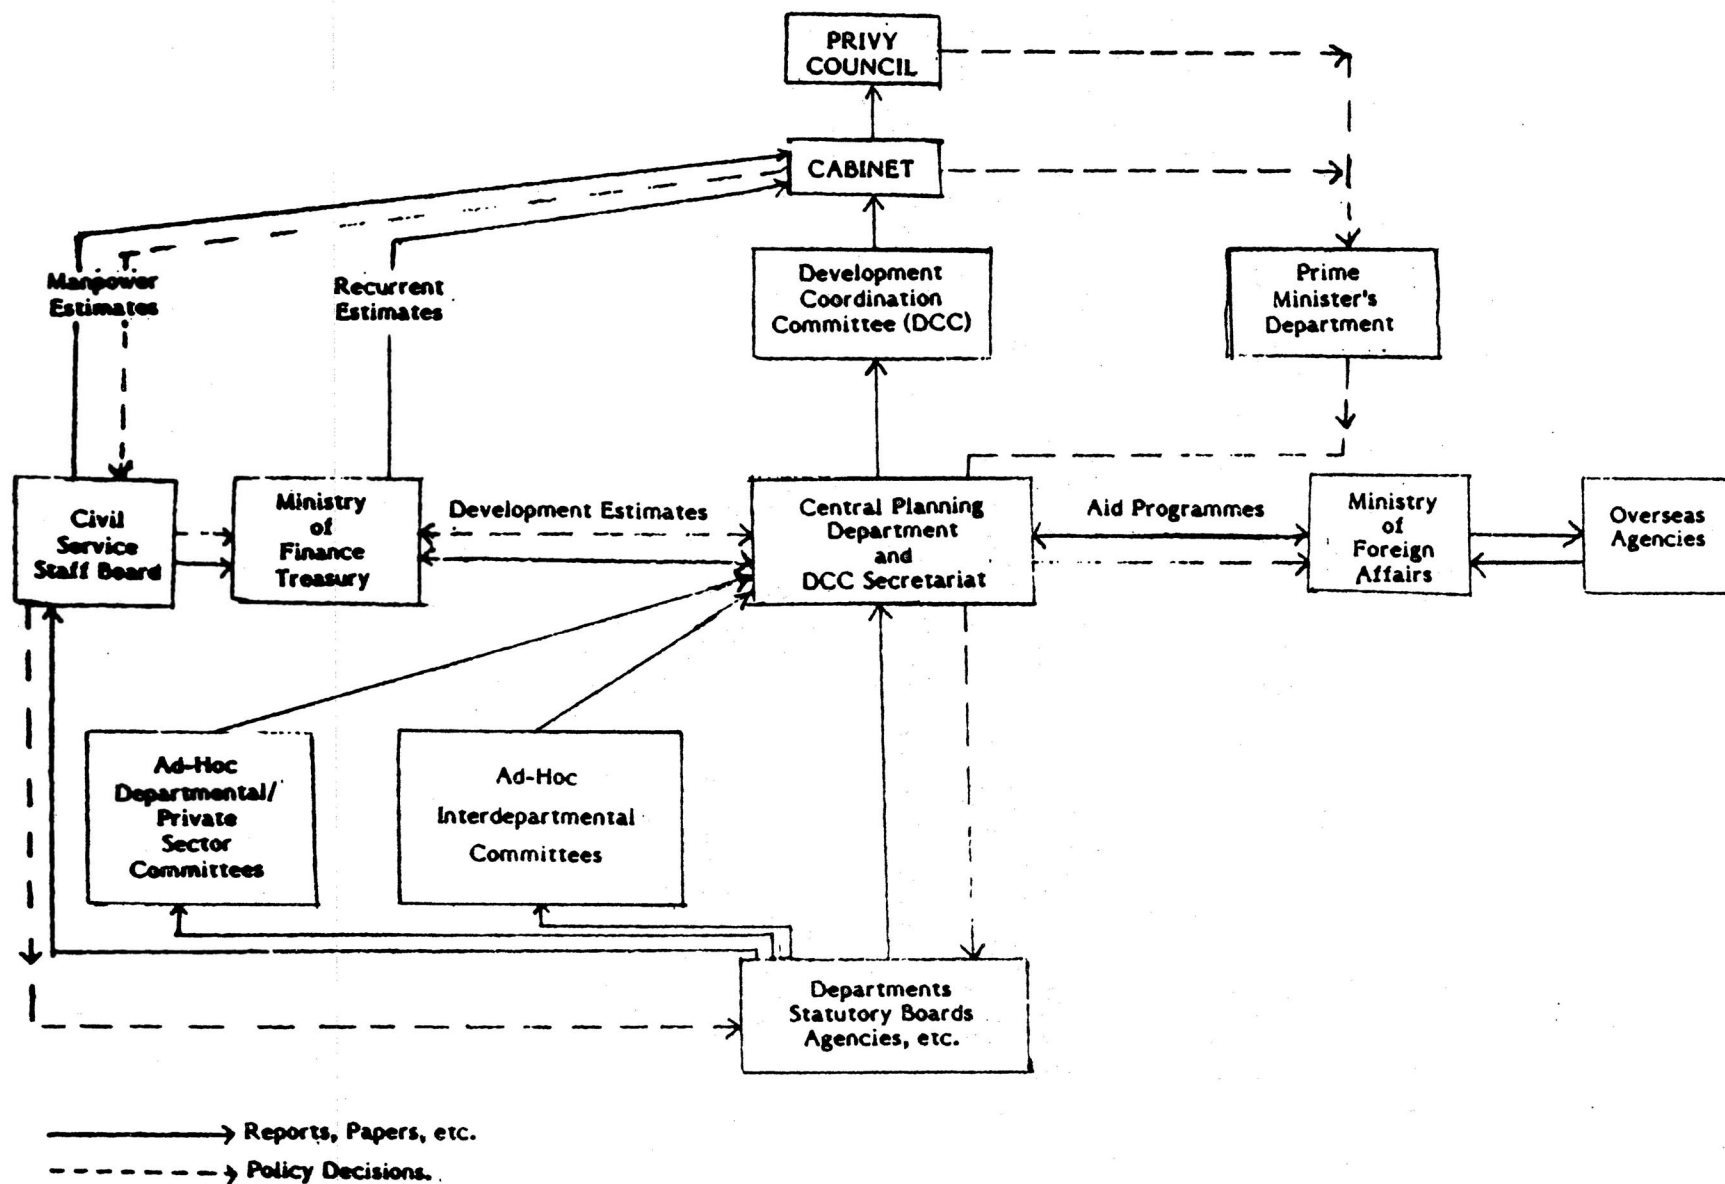 PRIVY
COUNCIL
CABINET
Manpower
Estimates
Recurrent
Estimates
Development
Coordination
Committee (DCC)
Prime
Minister's
Department
Civil
Service
Staff Board
Ministry
of
Finance
Treasury
Development Estimates
Central Planning
Department
and
DCC Secretariat
Aid Programmes
Ministry
of
Foreign
Affairs
Overseas
Agencies
Ad-Hoc
Departmental/
Private
Sector
Committees
Ad-Hoc
Interdepartmental
Committees
Departments
Statutory Boards
Agencies, etc.
Reports, Papers, etc.
Policy Decisions.